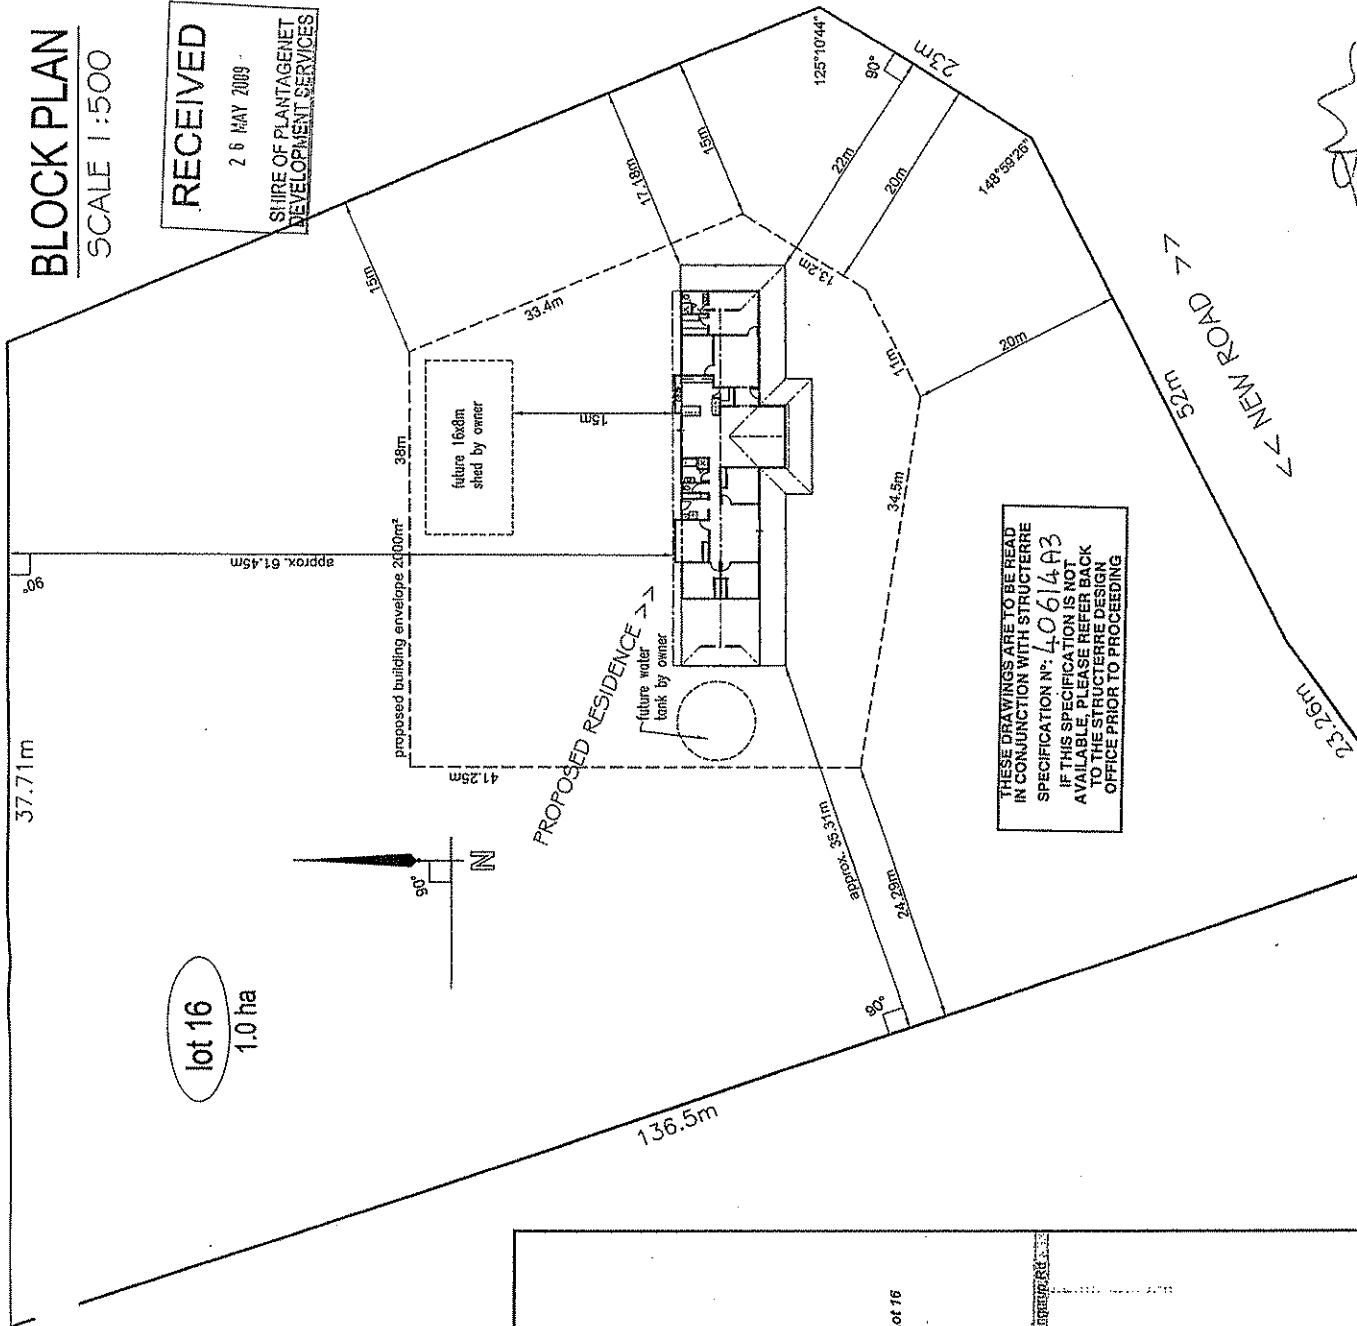 BLOCK PLAN
SCALE 1:500
RECEIVED
26 MAY 2009
SHIRE OF PLANTAGENET
DEVELOPMENT SERVICES
37.71m
90°
approx. 61.45m
lot 16
1.0 ha
N
90°
proposed building envelope 2000m²
38m
41.25m
33.4m
15m
future 16x8m
shed by owner
15m
17.18m
15m
125°10'44"
90°
23m
22m
20m
148°59'26"
13.2m
11m
20m
34.5m
PROPOSED RESIDENCE >>
future water
tank by owner
approx. 35.31m
24.29m
90°
136.5m
52m
<< NEW ROAD >>
23.26m
THESE DRAWINGS ARE TO BE READ
IN CONJUNCTION WITH STRUCTERRE
SPECIFICATION Nº: 40614A3
IF THIS SPECIFICATION IS NOT
AVAILABLE, PLEASE REFER BACK
TO THE STRUCTERRE DESIGN
OFFICE PRIOR TO PROCEEDING
ot 16